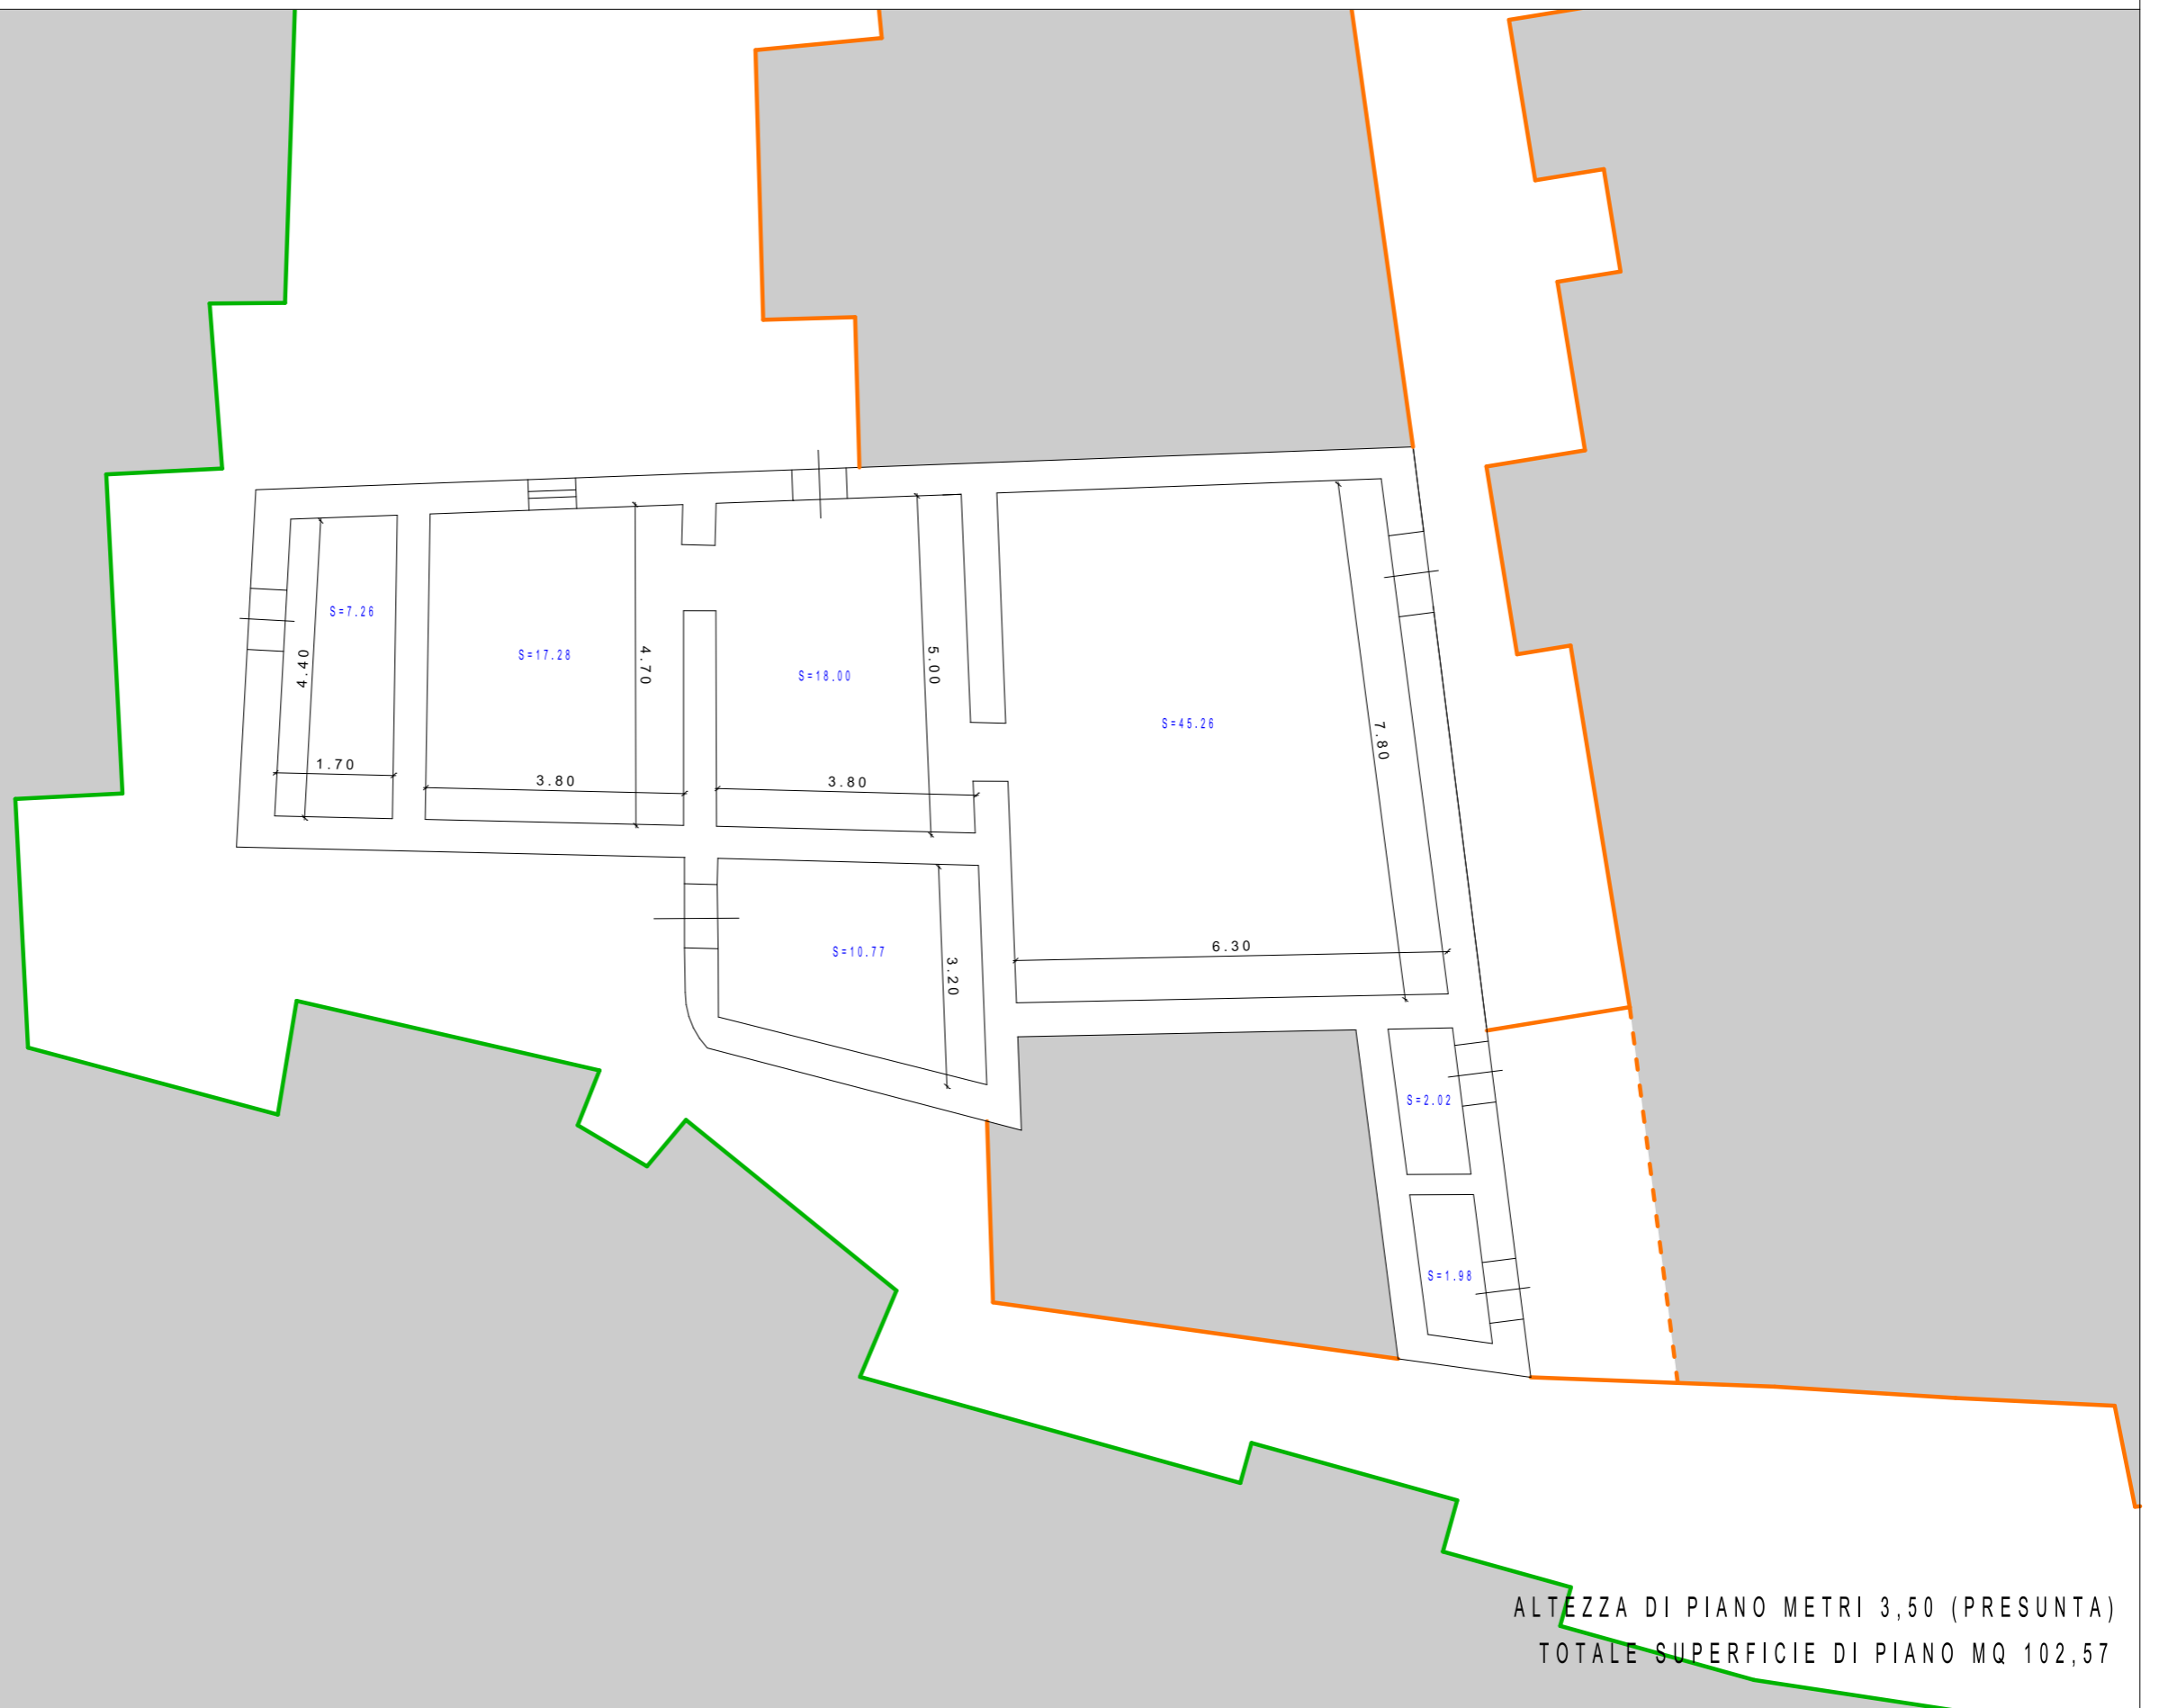 S=7.26
4.40
1.70
S=17.28
4.70
3.80
S=18.00
5.00
3.80
S=45.26
7.80
6.30
S=10.77
3.20
S=2.02
S=1.98
ALTEZZA DI PIANO METRI 3,50 (PRESUNTA)
TOTALE SUPERFICIE DI PIANO MQ 102,57